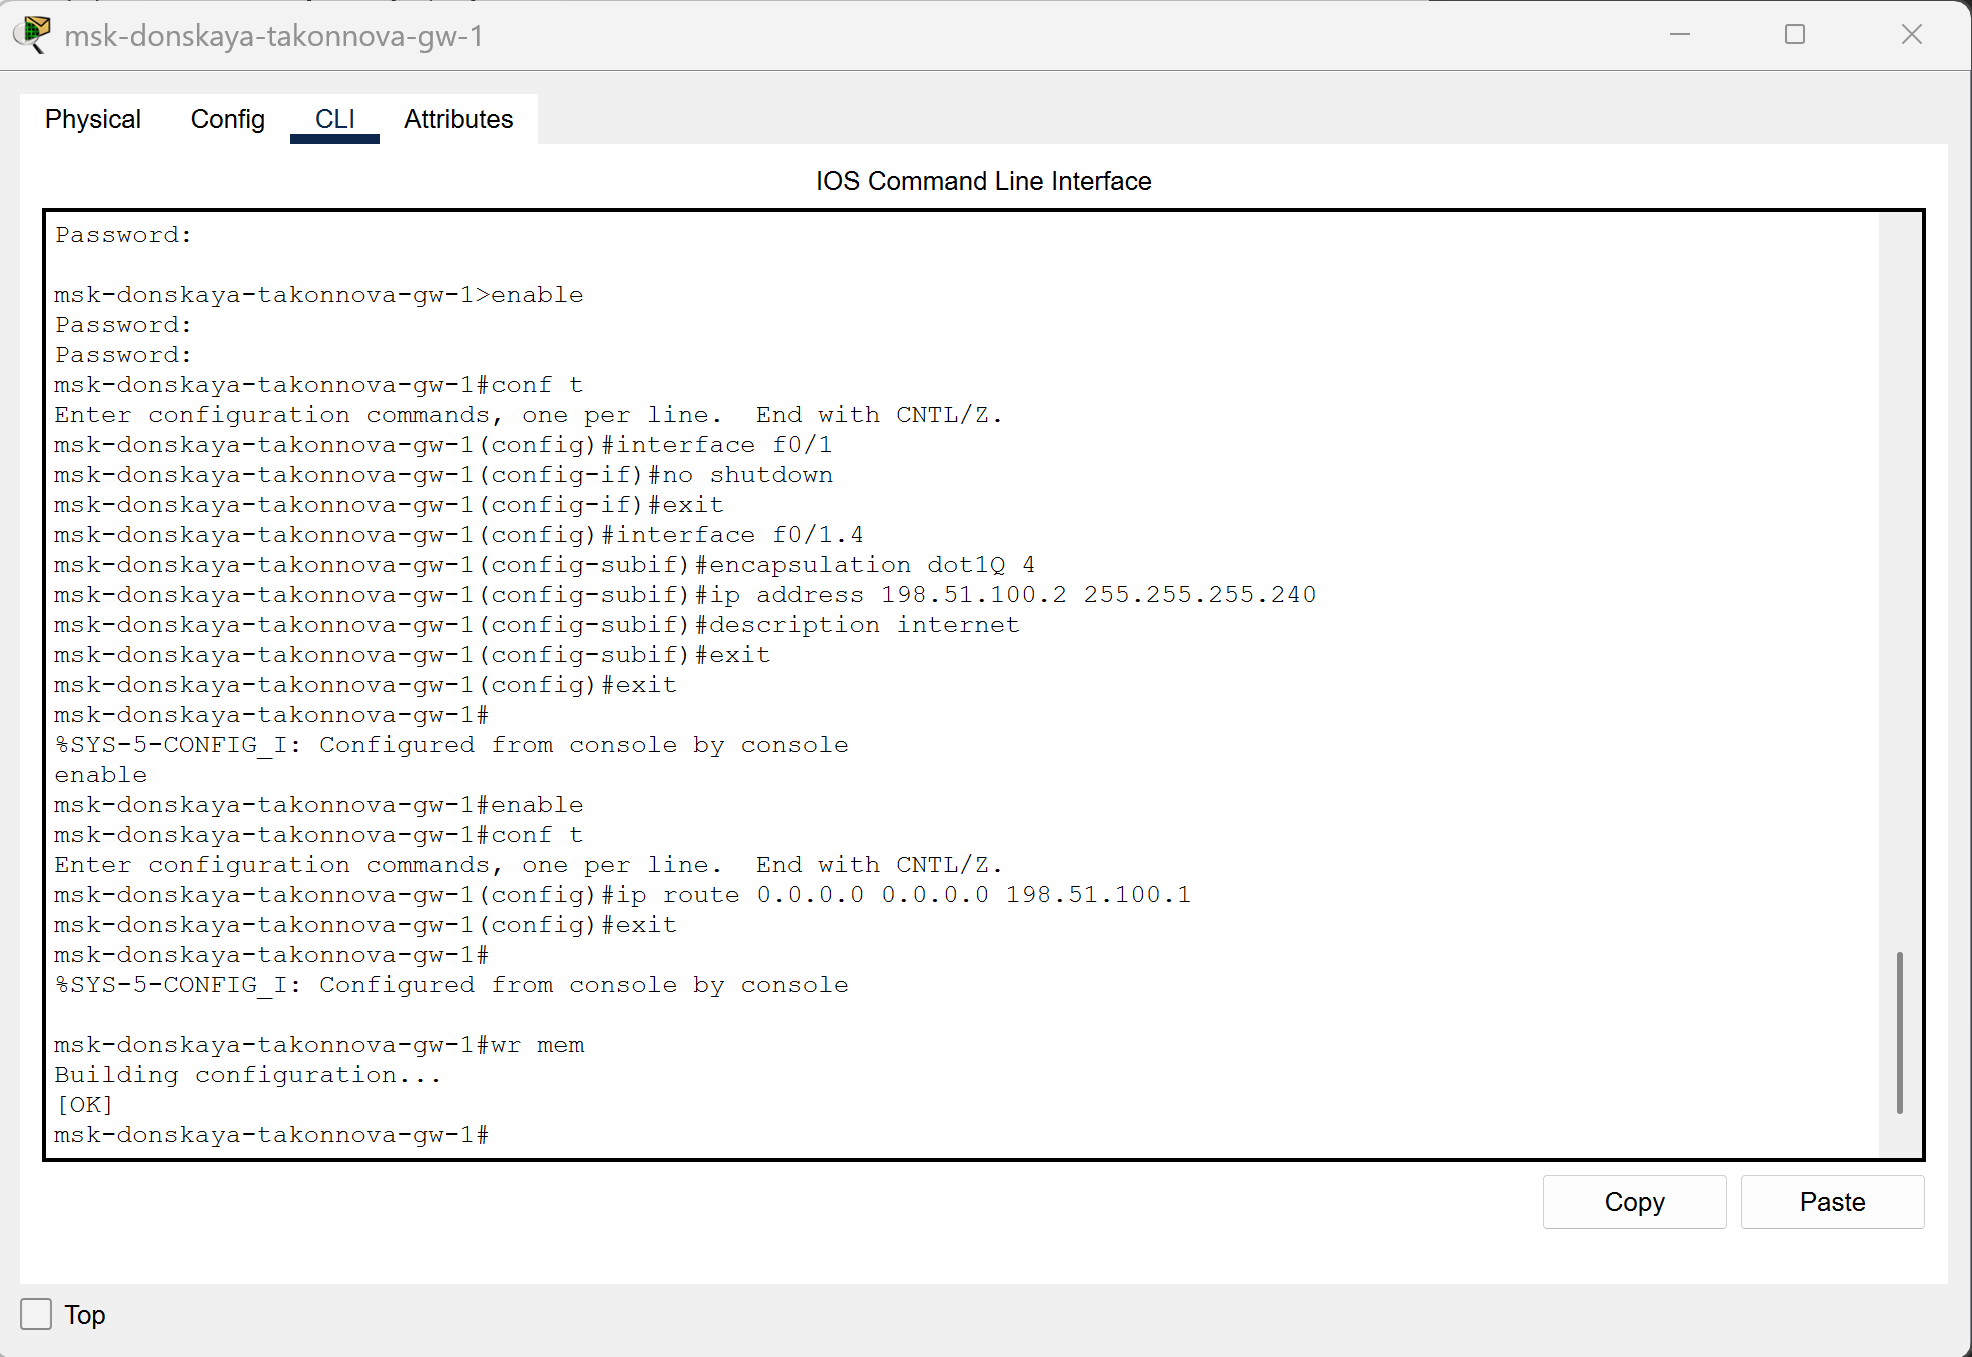 msk-donskaya-takonnova-gw-1
Physical Config CLI Attributes
IOS Command Line Interface
Password:
msk-donskaya-takonnova-gw-1>enable
Password:
Password:
msk-donskaya-takonnova-gw-1#conf t
Enter configuration commands, one per line.  End with CNTL/Z.
msk-donskaya-takonnova-gw-1(config)#interface f0/1
msk-donskaya-takonnova-gw-1(config-if)#no shutdown
msk-donskaya-takonnova-gw-1(config-if)#exit
msk-donskaya-takonnova-gw-1(config)#interface f0/1.4
msk-donskaya-takonnova-gw-1(config-subif)#encapsulation dot1Q 4
msk-donskaya-takonnova-gw-1(config-subif)#ip address 198.51.100.2 255.255.255.240
msk-donskaya-takonnova-gw-1(config-subif)#description internet
msk-donskaya-takonnova-gw-1(config-subif)#exit
msk-donskaya-takonnova-gw-1(config)#exit
msk-donskaya-takonnova-gw-1#
%SYS-5-CONFIG_I: Configured from console by console
enable
msk-donskaya-takonnova-gw-1#enable
msk-donskaya-takonnova-gw-1#conf t
Enter configuration commands, one per line.  End with CNTL/Z.
msk-donskaya-takonnova-gw-1(config)#ip route 0.0.0.0 0.0.0.0 198.51.100.1
msk-donskaya-takonnova-gw-1(config)#exit
msk-donskaya-takonnova-gw-1#
%SYS-5-CONFIG_I: Configured from console by console
msk-donskaya-takonnova-gw-1#wr mem
Building configuration...
[OK]
msk-donskaya-takonnova-gw-1#
Copy Paste
Top